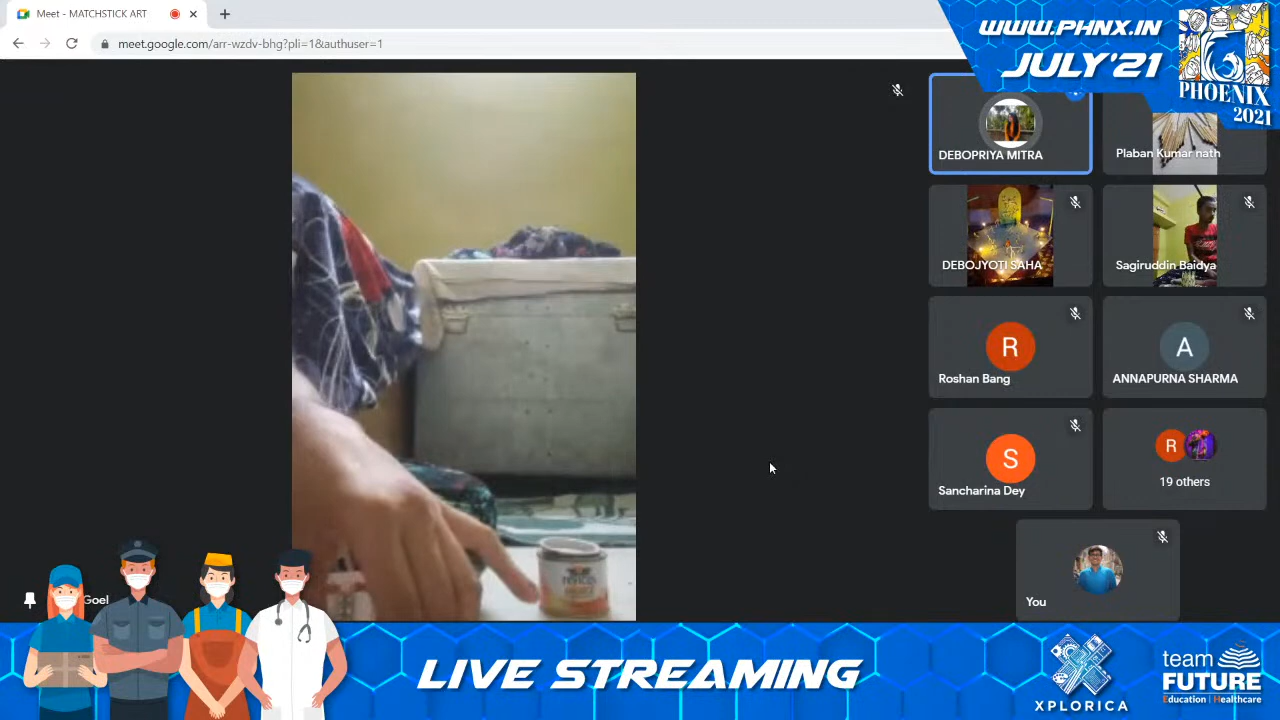 Meet - MATCHSTICK ART
meet.google.com/arr-wzdv-bhg?pli=1&authuser=1
WWW.PHNX.IN
JULY'21
PHOENIX
2021
DEBOPRIYA MITRA
Plaban Kumar nath
DEBOJYOTI SAHA
Sagiruddin Baidya
R
Roshan Bang
A
ANNAPURNA SHARMA
S
Sancharina Dey
R
19 others
You
Goel
LIVE STREAMING
XPLORICA
team
FUTURE
Education | Healthcare